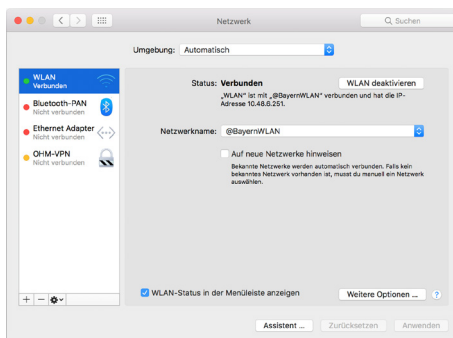 Netzwerk
Suchen
Umgebung: Automatisch
WLAN
Verbunden
Bluetooth-PAN
Nicht verbunden
Ethernet Adapter
Nicht verbunden
OHM-VPN
Nicht verbunden
Status: Verbunden
WLAN deaktivieren
„WLAN“ ist mit „@BayernWLAN“ verbunden und hat die IP-
Adresse 10.48.6.251.
Netzwerkname: @BayernWLAN
Auf neue Netzwerke hinweisen
Bekannte Netzwerke werden automatisch verbunden. Falls kein
bekanntes Netzwerk vorhanden ist, musst du manuell ein Netzwerk
auswählen.
WLAN-Status in der Menüleiste anzeigen
Weitere Optionen ... ?
Assistent ... Zurücksetzen Anwenden